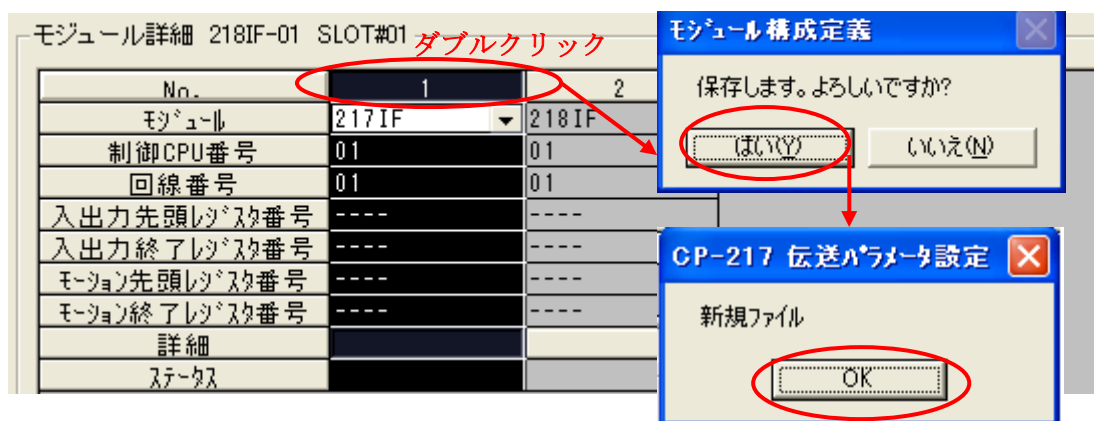 モジュール詳細 218IF-01 SLOT#01
ダブルクリック
No. 1 2
ﾓｼﾞｭｰﾙ 217IF 218IF
制御CPU番号 01 01
回線番号 01 01
入出力先頭ﾚｼﾞｽﾀ番号 ---- ----
入出力終了ﾚｼﾞｽﾀ番号 ---- ----
ﾓｰｼｮﾝ先頭ﾚｼﾞｽﾀ番号 ---- ----
ﾓｰｼｮﾝ終了ﾚｼﾞｽﾀ番号 ---- ----
詳細
ｽﾃｰﾀｽ
ﾓｼﾞｭｰﾙ構成定義
保存します。よろしいですか?
はい(Y) いいえ(N)
CP-217 伝送ﾊﾟﾗﾒｰﾀ設定
新規ﾌｧｲﾙ
OK